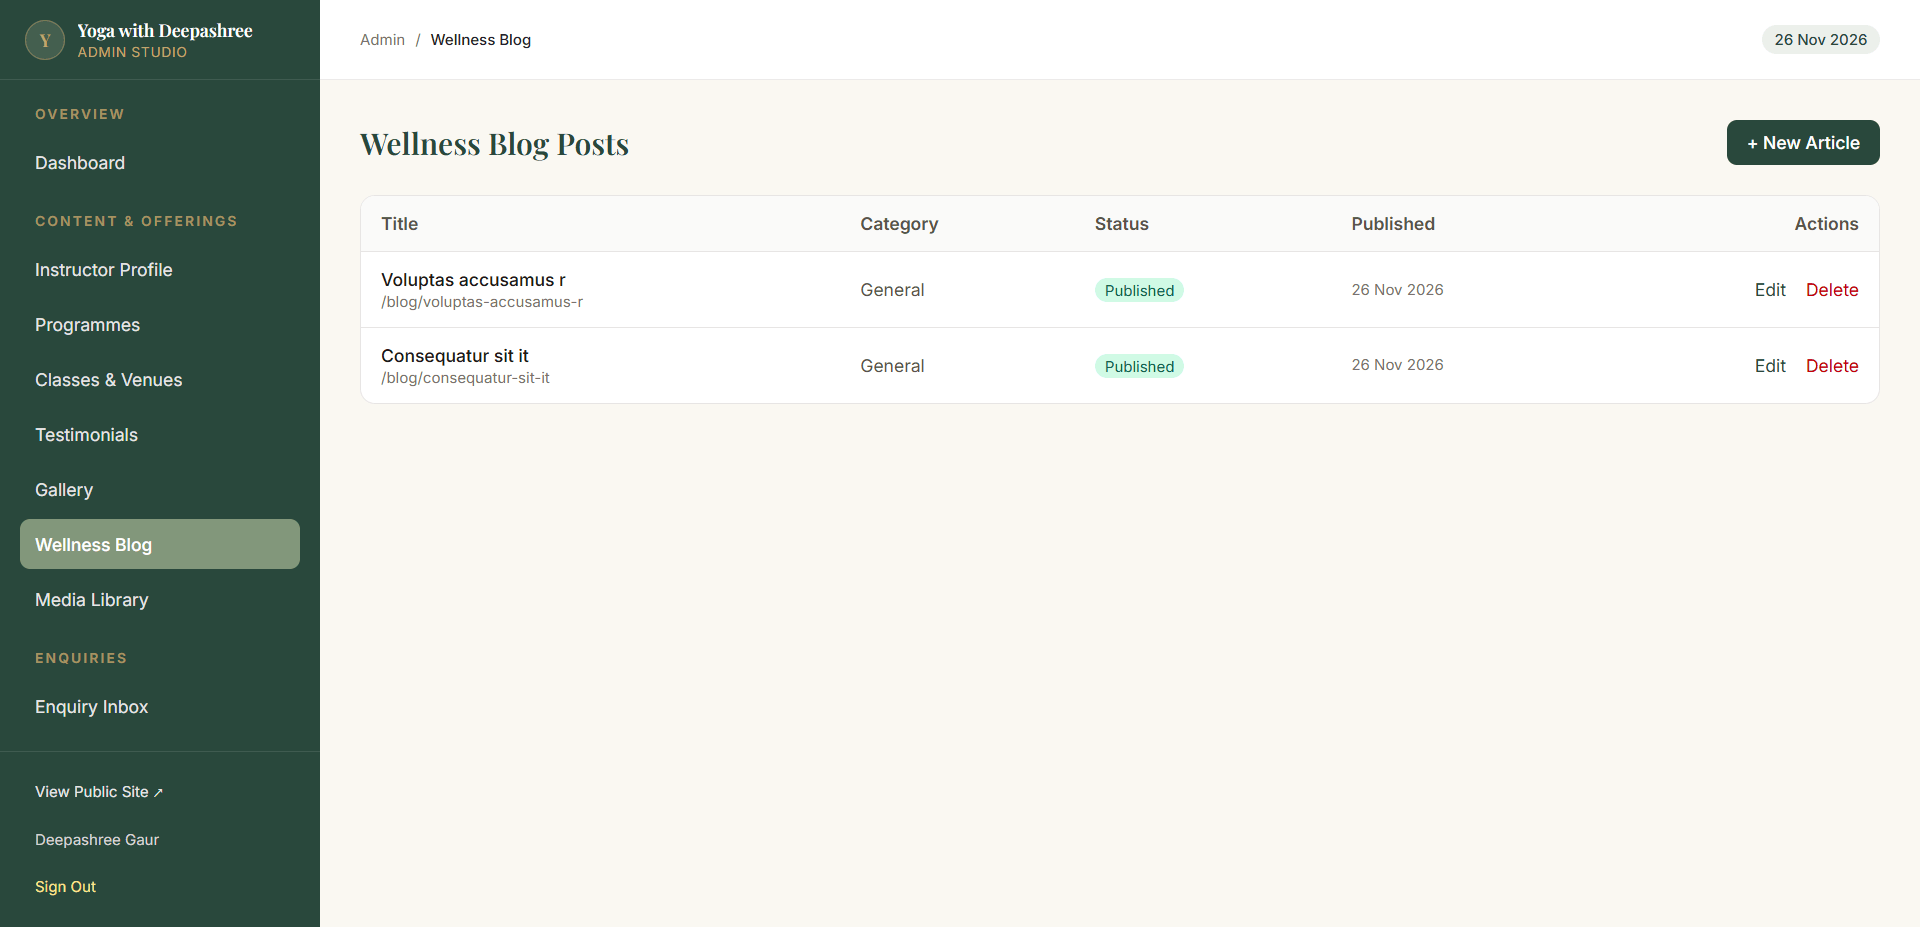 Y
Yoga with Deepashree
ADMIN STUDIO
OVERVIEW
Dashboard
CONTENT & OFFERINGS
Instructor Profile
Programmes
Classes & Venues
Testimonials
Gallery
Wellness Blog
Media Library
ENQUIRIES
Enquiry Inbox
View Public Site ↗
Deepashree Gaur
Sign Out
Admin / Wellness Blog
26 Nov 2026
Wellness Blog Posts
+ New Article
Title Category Status Published Actions
Voluptas accusamus r
/blog/voluptas-accusamus-r
General Published 26 Nov 2026 Edit Delete
Consequatur sit it
/blog/consequatur-sit-it
General Published 26 Nov 2026 Edit Delete